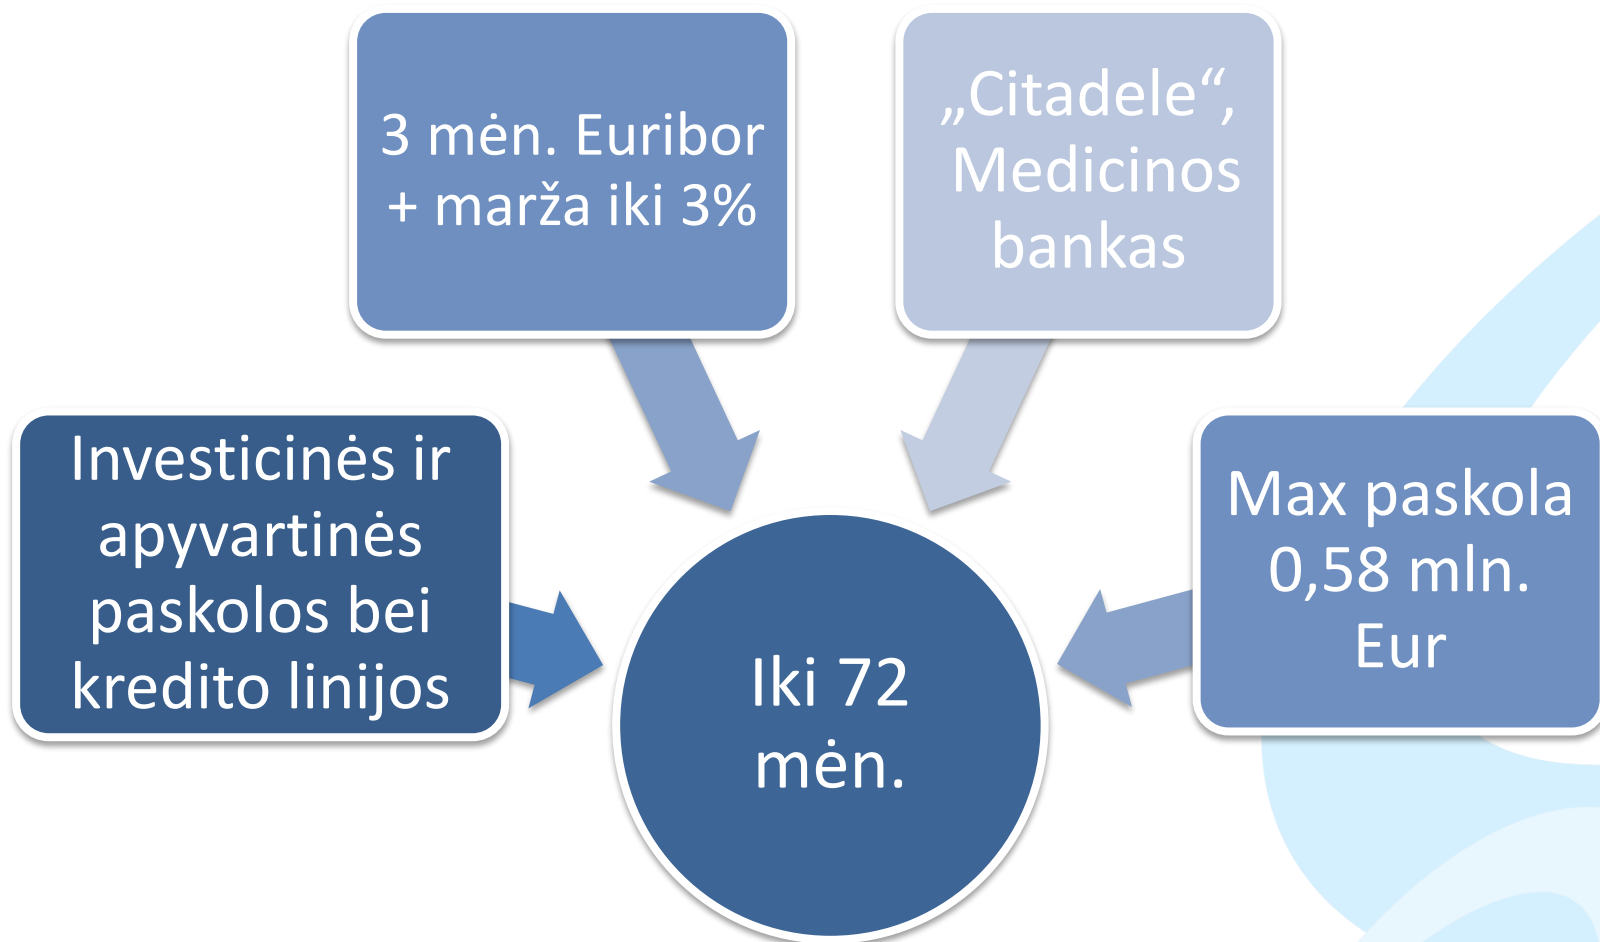 3 mėn. Euribor
+ marža iki 3%
„Citadele“,
Medicinos
bankas
Investicinės ir
apyvartinės
paskolos bei
kredito linijos
Max paskola
0,58 mln.
Eur
Iki 72
mėn.